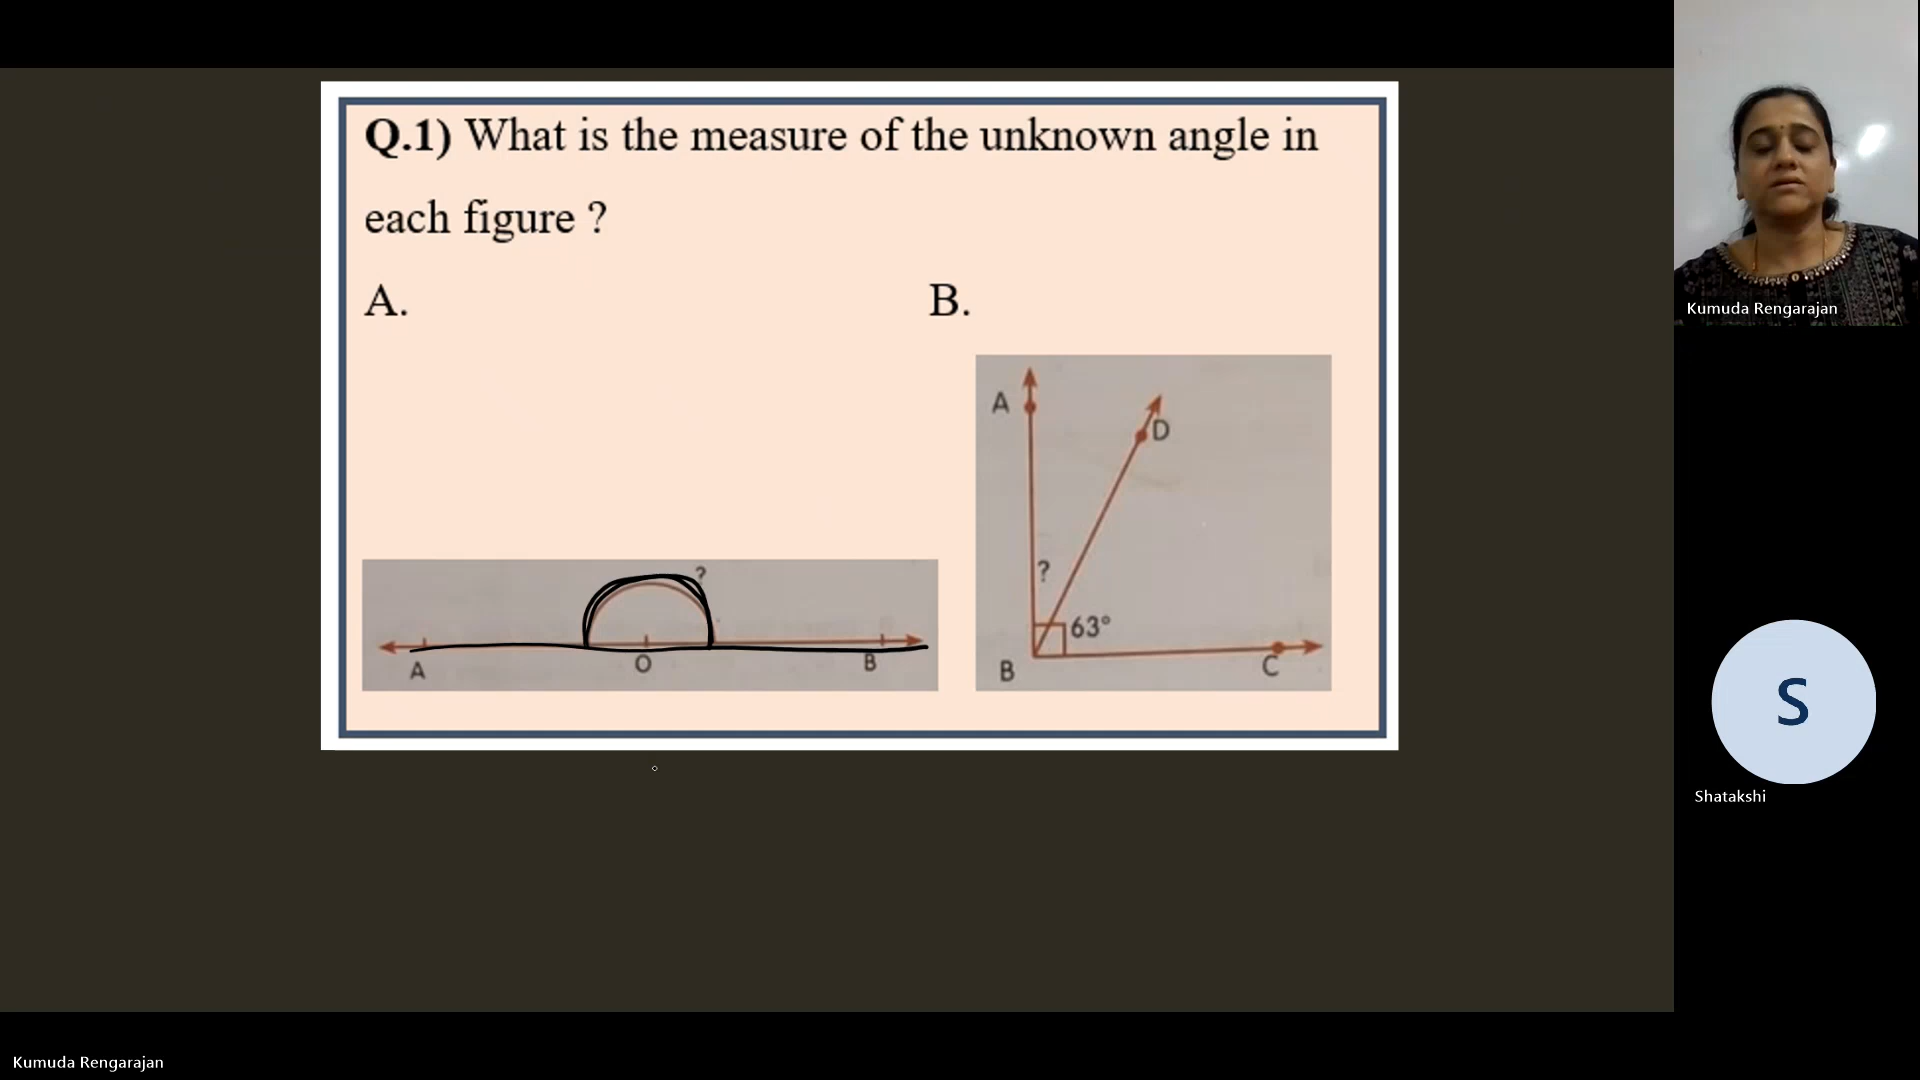 Q.1) What is the measure of the unknown angle in
each figure ?
A.
B.
?
A
O
B
A
D
?
63°
B
C
Kumuda Rengarajan
S
Shatakshi
Kumuda Rengarajan